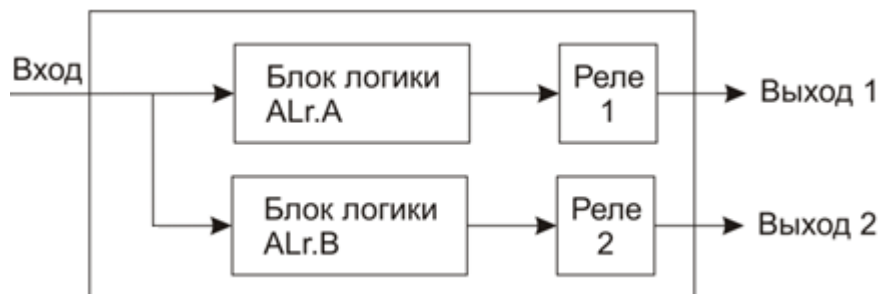 Вход
Блок логики
ALr.A
Реле
1
Выход 1
Блок логики
ALr.B
Реле
2
Выход 2